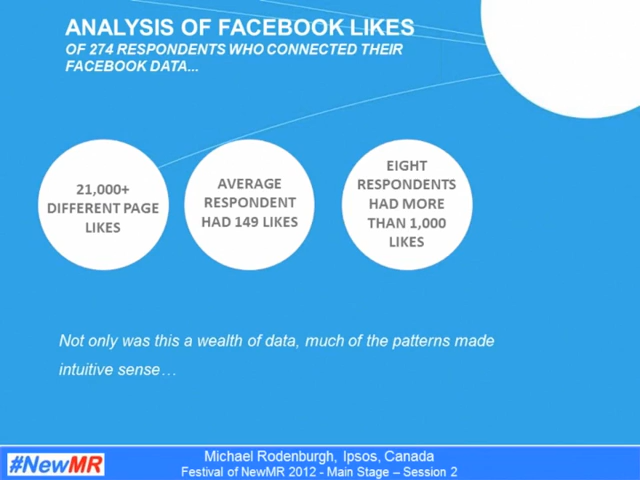 ANALYSIS OF FACEBOOK LIKES
OF 274 RESPONDENTS WHO CONNECTED THEIR
FACEBOOK DATA...
21,000+
DIFFERENT PAGE
LIKES
AVERAGE
RESPONDENT
HAD 149 LIKES
EIGHT
RESPONDENTS
HAD MORE
THAN 1,000
LIKES
Not only was this a wealth of data, much of the patterns made
intuitive sense…
#NewMR
Michael Rodenburgh, Ipsos, Canada
Festival of NewMR 2012 - Main Stage – Session 2